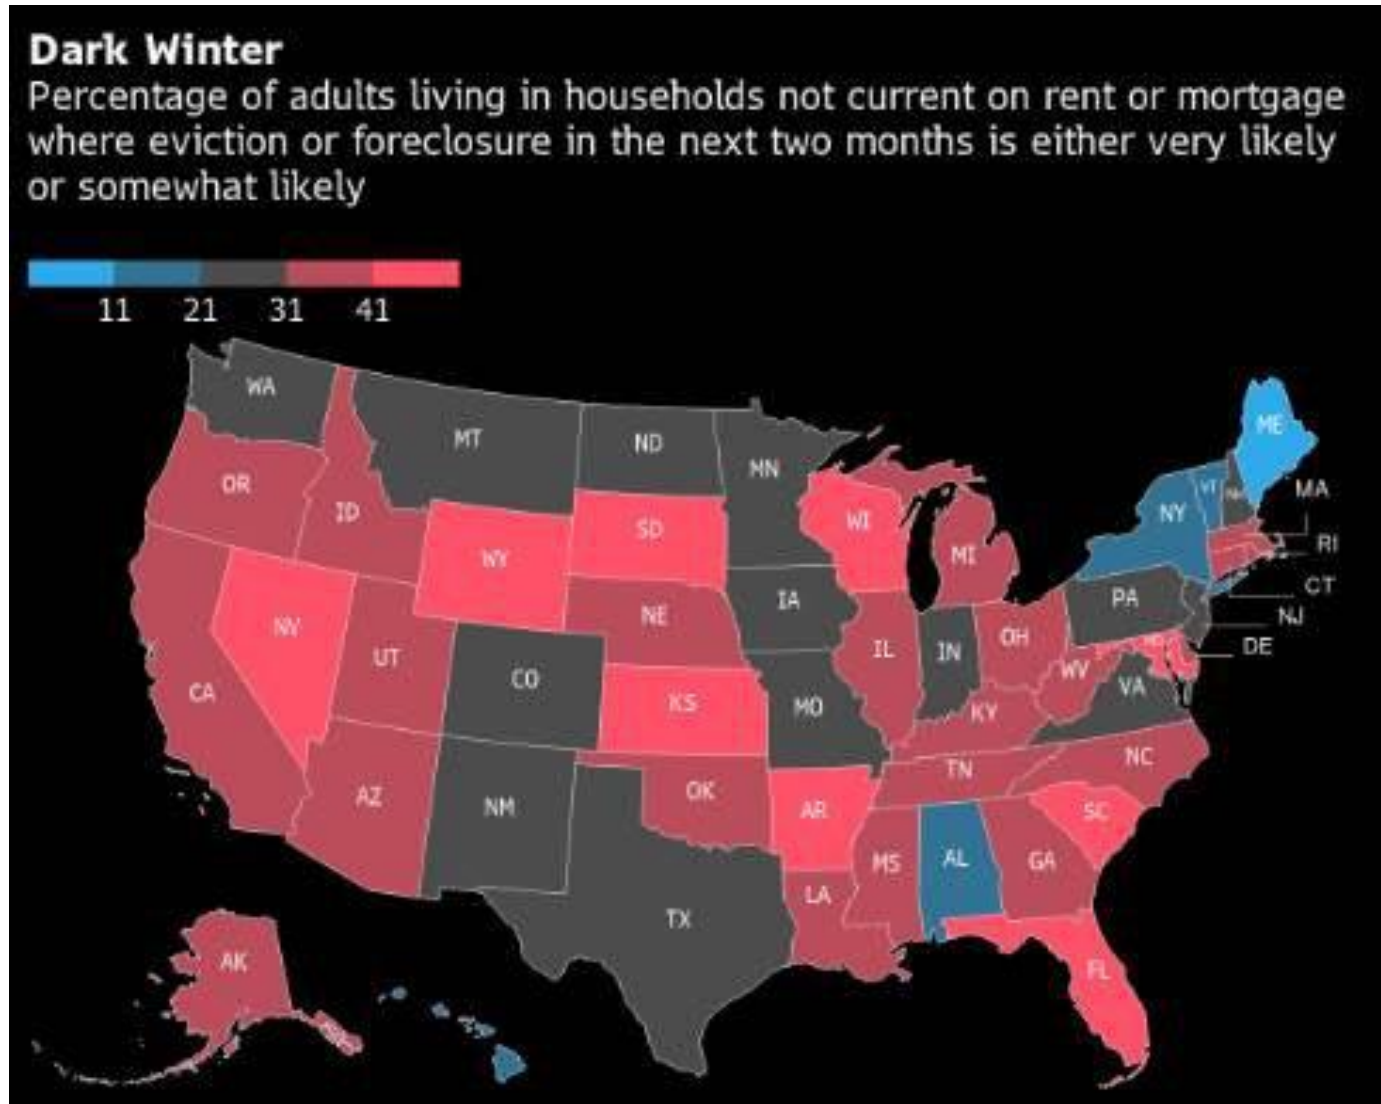 Dark Winter
Percentage of adults living in households not current on rent or mortgage
where eviction or foreclosure in the next two months is either very likely
or somewhat likely
11 21 31 41
WA
MT
ND
MN
ME
OR
ID
WY
SD
WI
MI
NY
VT
NH
MA
RI
CT
NJ
DE
NV
UT
NE
IA
IL
IN
OH
PA
MD
CA
CO
KS
MO
KY
WV
VA
AZ
NM
OK
AR
TN
NC
SC
TX
LA
MS
AL
GA
FL
AK